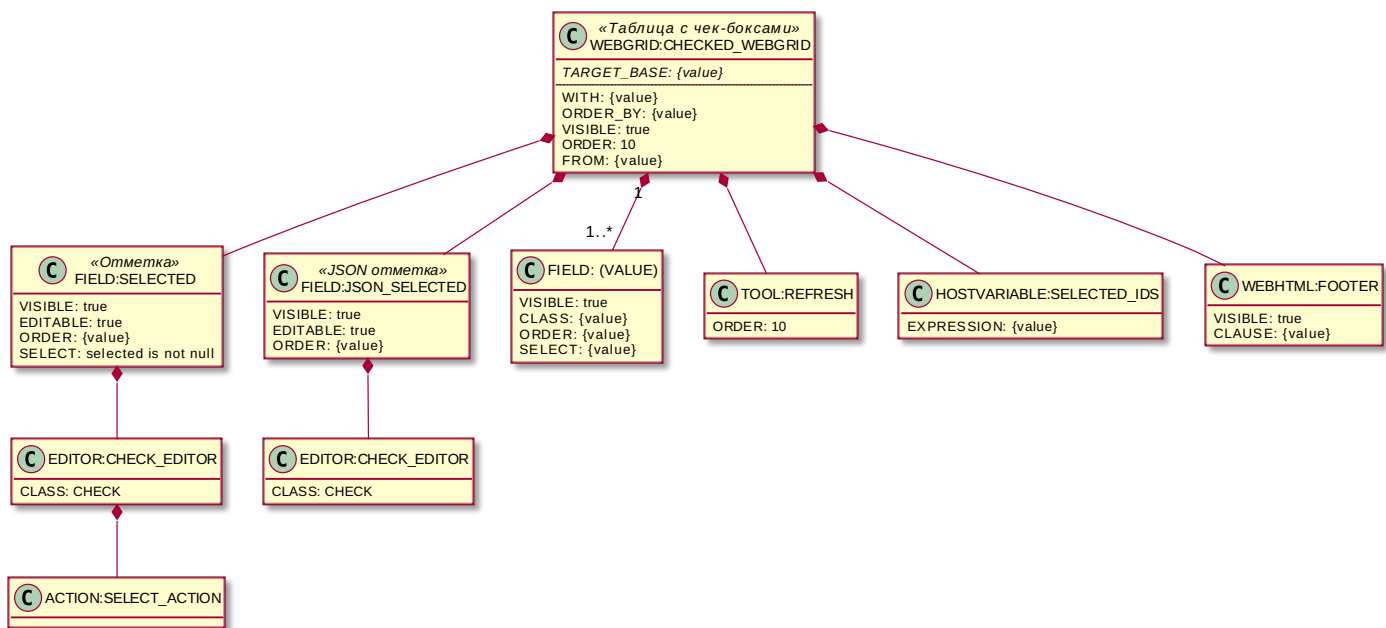 C
«Таблица с чек-боксами»
WEBGRID:CHECKED_WEBGRID
TARGET_BASE: {value}
WITH: {value}
ORDER_BY: {value}
VISIBLE: true
ORDER: 10
FROM: {value}
1
1..*
C
«Отметка»
FIELD:SELECTED
VISIBLE: true
EDITABLE: true
ORDER: {value}
SELECT: selected is not null
C
«JSON отметка»
FIELD:JSON_SELECTED
VISIBLE: true
EDITABLE: true
ORDER: {value}
C FIELD: (VALUE)
VISIBLE: true
CLASS: {value}
ORDER: {value}
SELECT: {value}
C TOOL:REFRESH
ORDER: 10
C HOSTVARIABLE:SELECTED_IDS
EXPRESSION: {value}
C WEBHTML:FOOTER
VISIBLE: true
CLAUSE: {value}
C EDITOR:CHECK_EDITOR
CLASS: CHECK
C EDITOR:CHECK_EDITOR
CLASS: CHECK
C ACTION:SELECT_ACTION